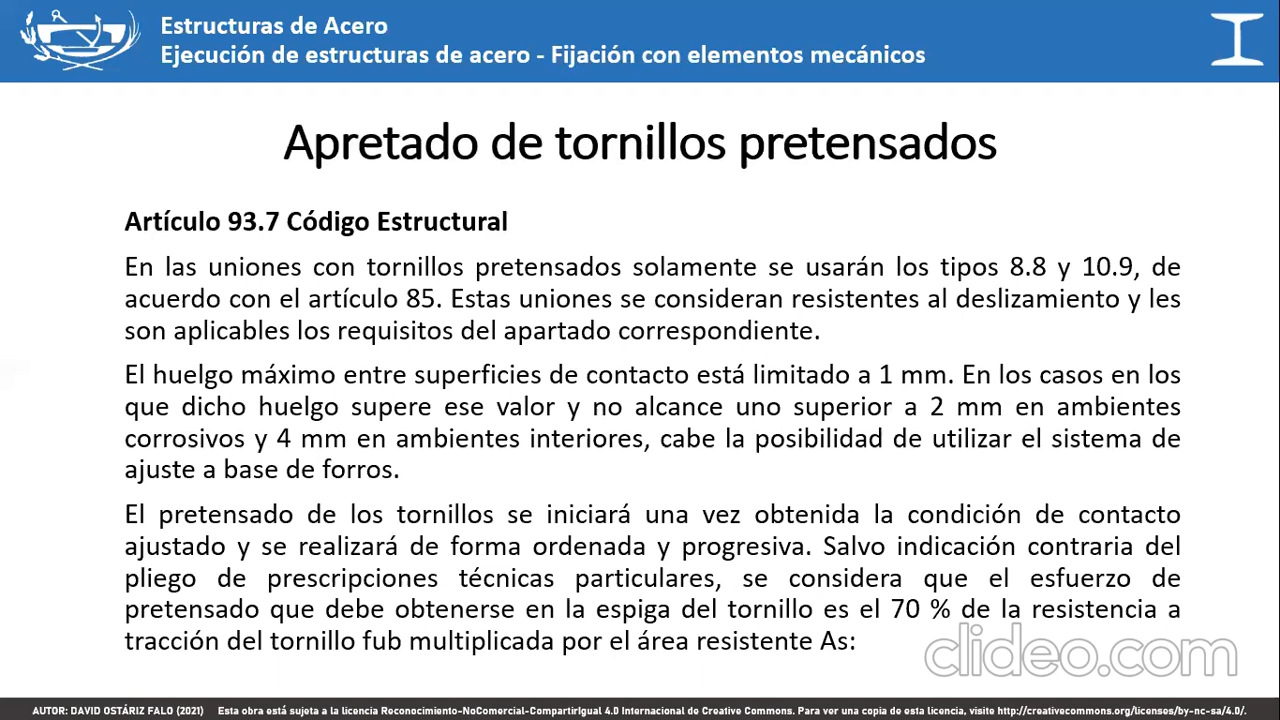 Estructuras de Acero
Ejecución de estructuras de acero - Fijación con elementos mecánicos
Apretado de tornillos pretensados
Artículo 93.7 Código Estructural
En las uniones con tornillos pretensados solamente se usarán los tipos 8.8 y 10.9, de
acuerdo con el artículo 85. Estas uniones se consideran resistentes al deslizamiento y les
son aplicables los requisitos del apartado correspondiente.
El huelgo máximo entre superficies de contacto está limitado a 1 mm. En los casos en los
que dicho huelgo supere ese valor y no alcance uno superior a 2 mm en ambientes
corrosivos y 4 mm en ambientes interiores, cabe la posibilidad de utilizar el sistema de
ajuste a base de forros.
El pretensado de los tornillos se iniciará una vez obtenida la condición de contacto
ajustado y se realizará de forma ordenada y progresiva. Salvo indicación contraria del
pliego de prescripciones técnicas particulares, se considera que el esfuerzo de
pretensado que debe obtenerse en la espiga del tornillo es el 70 % de la resistencia a
tracción del tornillo fub multiplicada por el área resistente As:
clideo.com
AUTOR: DAVID OSTÁRIZ FALO (2021) Esta obra está sujeta a la licencia Reconocimiento-NoComercial-CompartirIgual 4.0 Internacional de Creative Commons. Para ver una copia de esta licencia, visite http://creativecommons.org/licenses/by-nc-sa/4.0/.